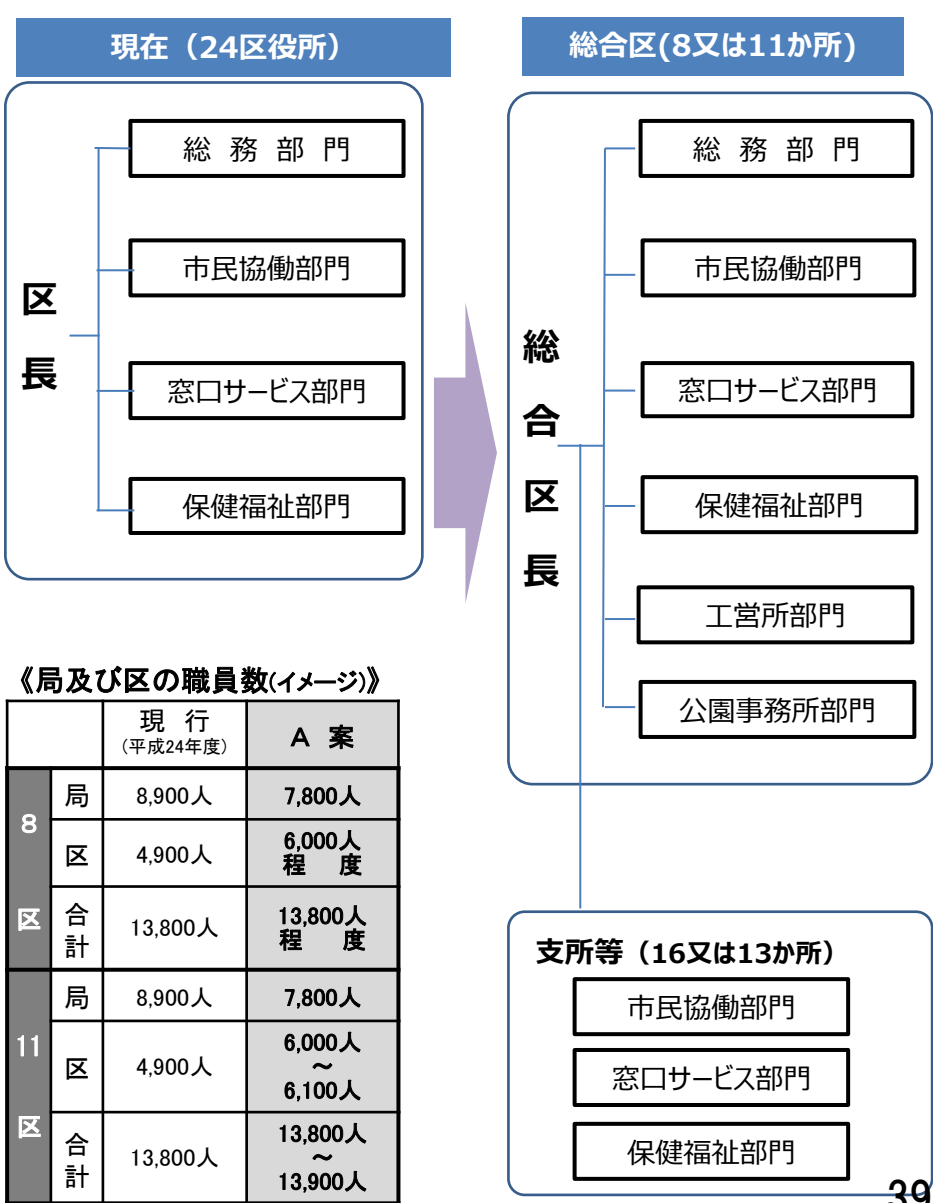 現在（24区役所）
区長
総務部門
市民協働部門
窓口サービス部門
保健福祉部門
総合区(8又は11か所)
総合区長
総務部門
市民協働部門
窓口サービス部門
保健福祉部門
工営所部門
公園事務所部門
支所等（16又は13か所）
市民協働部門
窓口サービス部門
保健福祉部門
《局及び区の職員数(イメージ)》
現行 A案
(平成24年度)
8区
局 8,900人 7,800人
区 4,900人 6,000人
程度
合計 13,800人 13,800人
程度
11区
局 8,900人 7,800人
区 4,900人 6,000人
～
6,100人
合計 13,800人 13,800人
～
13,900人
39